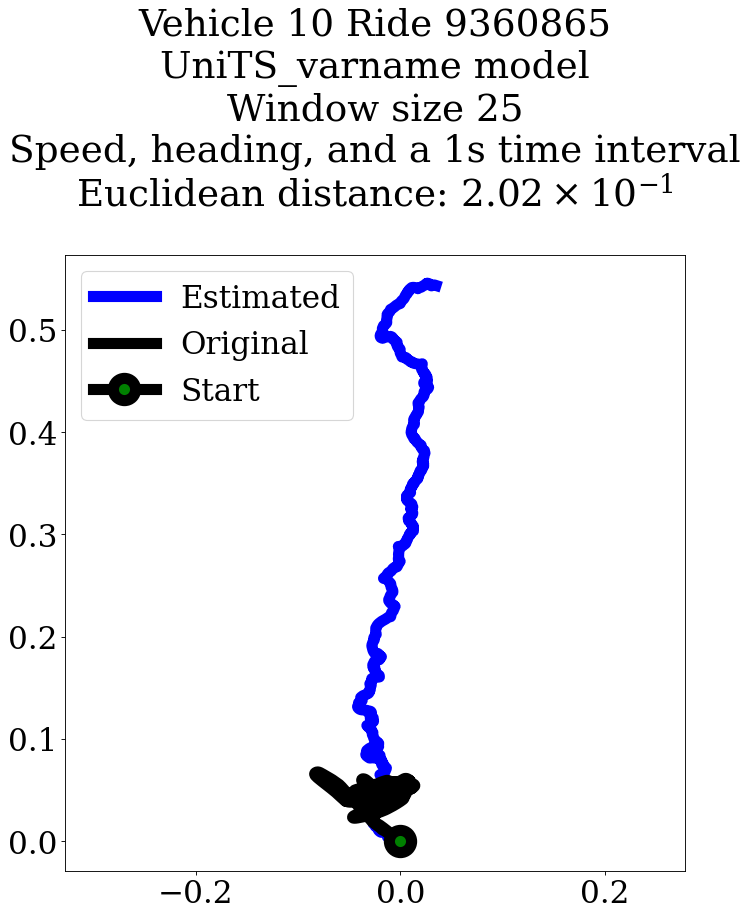 Vehicle 10 Ride 9360865
UniTS_varname model
Window size 25
Speed, heading, and a 1s time interval
Euclidean distance: 2.02 × 10⁻¹
Estimated
Original
Start
0.5
0.4
0.3
0.2
0.1
0.0
−0.2
0.0
0.2